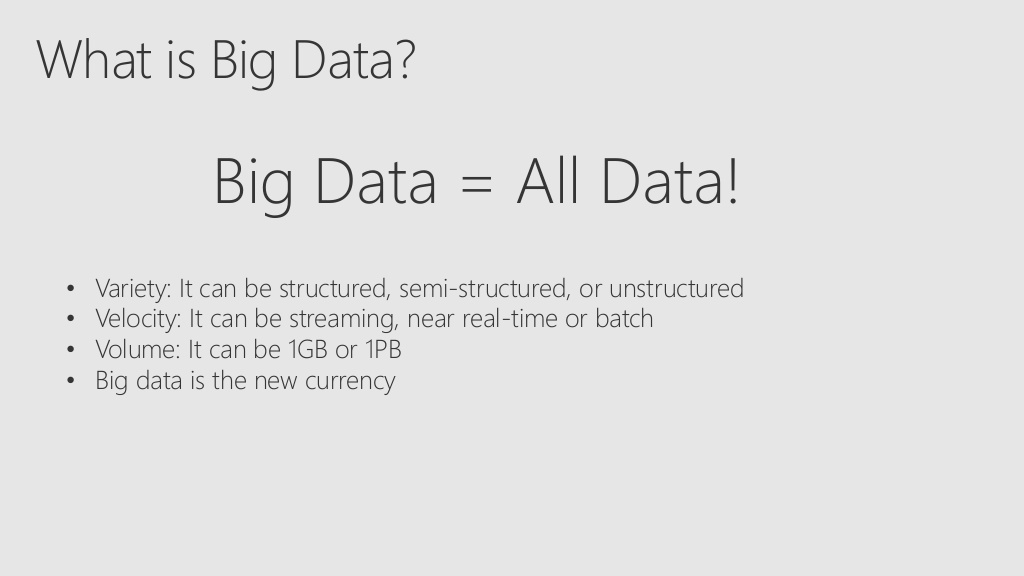 What is Big Data?
Big Data = All Data!
• Variety: It can be structured, semi-structured, or unstructured
• Velocity: It can be streaming, near real-time or batch
• Volume: It can be 1GB or 1PB
• Big data is the new currency